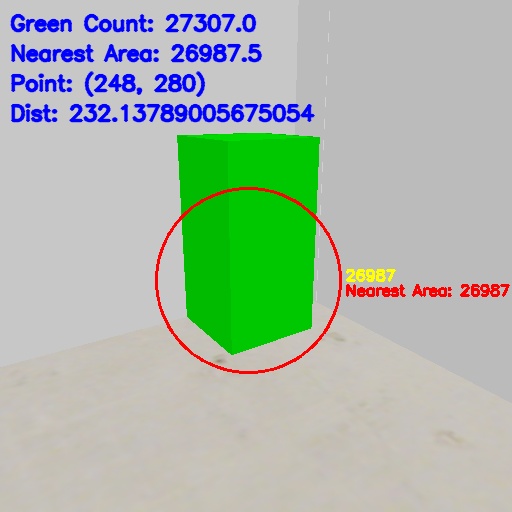 Green Count: 27307.0
Nearest Area: 26987.5
Point: (248, 280)
Dist: 232.13789005675054
26987
Nearest Area: 26987